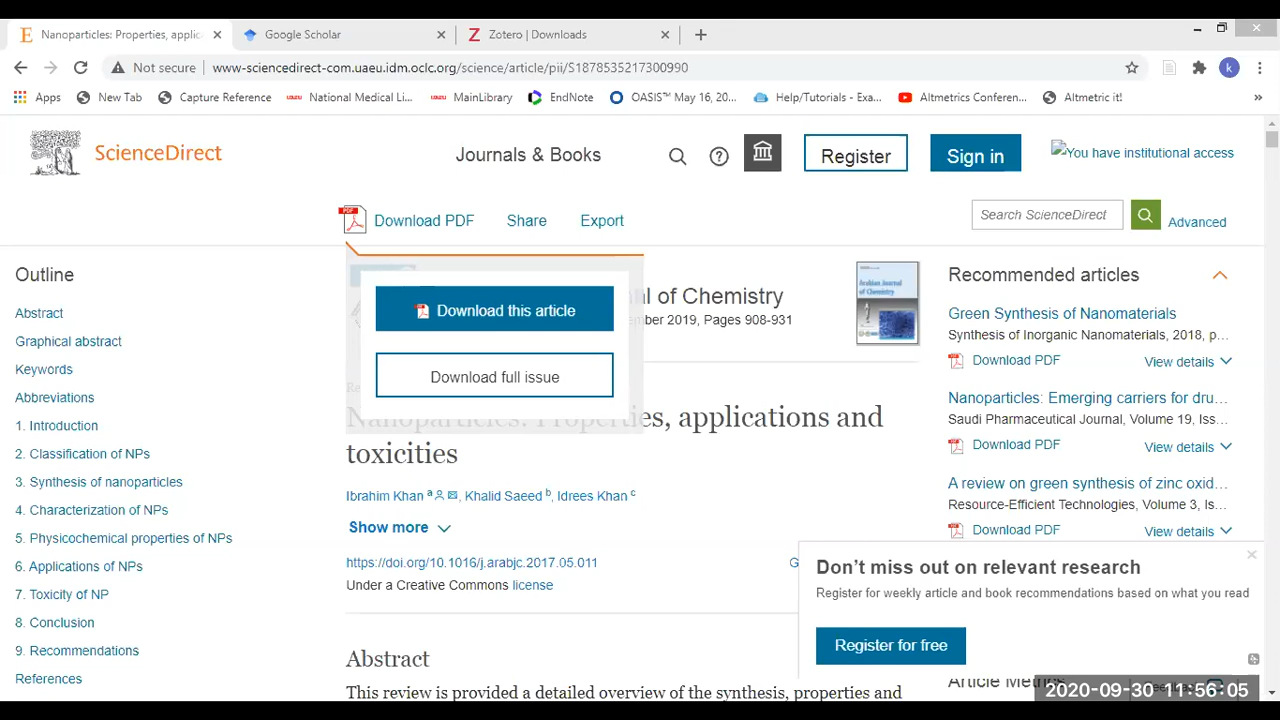 Nanoparticles: Properties, applic
Google Scholar
Zotero | Downloads
Not secure
www-sciencedirect-com.uaeu.idm.oclc.org/science/article/pii/S1878535217300990
k
Apps
New Tab
Capture Reference
National Medical Li...
MainLibrary
EndNote
OASIS™ May 16, 20...
Help/Tutorials - Exa...
Altmetrics Conferen...
Altmetric it!
»
ScienceDirect
Journals & Books
Register
Sign in
You have institutional access
Download PDF
Share
Export
Search ScienceDirect
Advanced
Outline
Abstract
Graphical abstract
Keywords
Abbreviations
1. Introduction
2. Classification of NPs
3. Synthesis of nanoparticles
4. Characterization of NPs
5. Physicochemical properties of NPs
6. Applications of NPs
7. Toxicity of NP
8. Conclusion
9. Recommendations
References
Download this article
Download full issue
l of Chemistry
ember 2019, Pages 908-931
Arabian Journal
of Chemistry
Nanoparticles: Properties, applications and
toxicities
Ibrahim Khan a, Khalid Saeed b, Idrees Khan c
Show more
https://doi.org/10.1016/j.arabjc.2017.05.011
G
Under a Creative Commons license
Abstract
This review is provided a detailed overview of the synthesis, properties and
Recommended articles
Green Synthesis of Nanomaterials
Synthesis of Inorganic Nanomaterials, 2018, p...
Download PDF
View details
Nanoparticles: Emerging carriers for dru...
Saudi Pharmaceutical Journal, Volume 19, Iss...
Download PDF
View details
A review on green synthesis of zinc oxid...
Resource-Efficient Technologies, Volume 3, Is...
Download PDF
View details
Don't miss out on relevant research
Register for weekly article and book recommendations based on what you read
Register for free
Article Metrics
2020-09-30 11:56:05